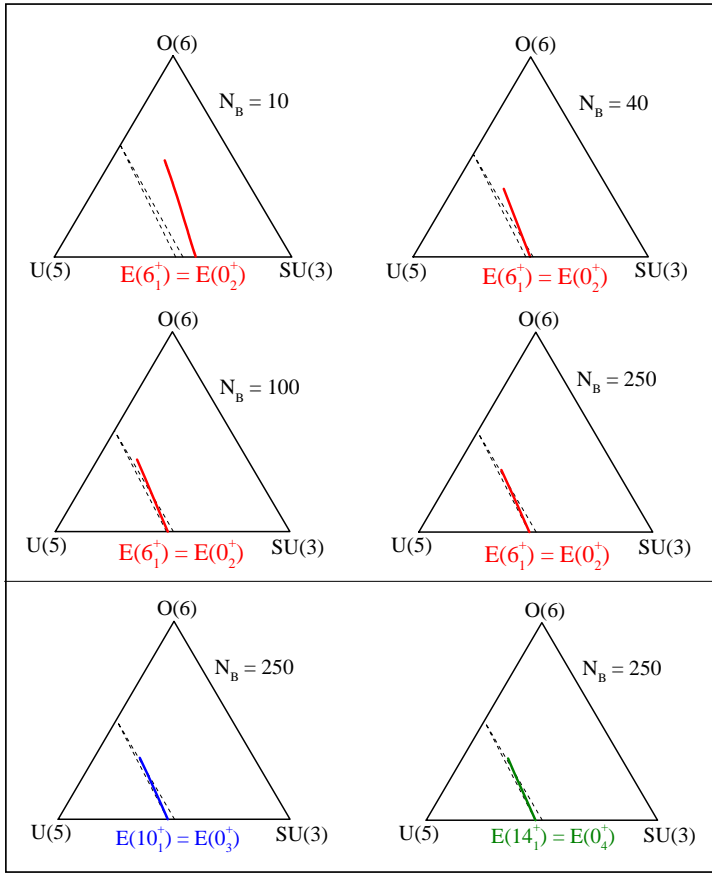 O(6) O(6)
N_B = 10 N_B = 40
U(5) SU(3) U(5) SU(3)
E(6_1^+) = E(0_2^+) E(6_1^+) = E(0_2^+)
O(6) O(6)
N_B = 100 N_B = 250
U(5) SU(3) U(5) SU(3)
E(6_1^+) = E(0_2^+) E(6_1^+) = E(0_2^+)
O(6) O(6)
N_B = 250 N_B = 250
U(5) SU(3) U(5) SU(3)
E(10_1^+) = E(0_3^+) E(14_1^+) = E(0_4^+)